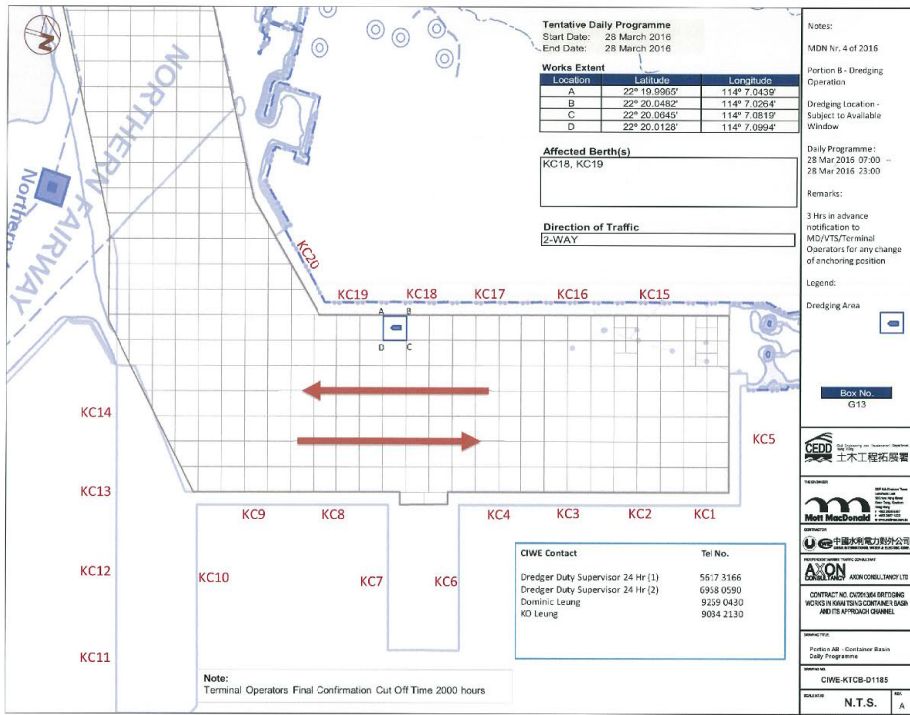 Tentative Daily Programme
Start Date: 28 March 2016
End Date: 28 March 2016
Works Extent
Location Latitude Longitude
A 22° 19.9965' 114° 7.0439'
B 22° 20.0482' 114° 7.0264'
C 22° 20.0645' 114° 7.0819'
D 22° 20.0128' 114° 7.0994'
Affected Berth(s)
KC18, KC19
Direction of Traffic
2-WAY
N
NORTHERN FAIRWAY
Northern
KC20
KC19 KC18 KC17 KC16 KC15
A B
D C
KC14
KC5
KC13
KC9 KC8 KC4 KC3 KC2 KC1
KC12 KC10 KC7 KC6
KC11
CIWE Contact Tel No.
Dredger Duty Supervisor 24 Hr (1) 5617 3166
Dredger Duty Supervisor 24 Hr (2) 6958 0590
Dominic Leung 9259 0430
KO Leung 9034 2130
Note:
Terminal Operators Final Confirmation Cut Off Time 2000 hours
Notes:
MDN Nr. 4 of 2016
Portion B - Dredging
Operation
Dredging Location -
Subject to Available
Window
Daily Programme:
28 Mar 2016 07:00 --
28 Mar 2016 23:00
Remarks:
3 Hrs in advance
notification to
MD/VTS/Terminal
Operators for any change
of anchoring position
Legend:
Dredging Area
Box No.
G13
CEDD
土木工程拓展署
THE ENGINEER
Mott MacDonald
CONTRACTOR
CWE 中國水利電力對外公司
AXON
CONSULTANCY AXON CONSULTANCY LTD
CONTRACT NO. CV/2013/04 DREDGING
WORKS IN KWAI TSING CONTAINER BASIN
AND ITS APPROACH CHANNEL
DRAWING TITLE
Portion AB - Container Basin
Daily Programme
DRAWING NO.
CIWE-KTCB-D1185
N.T.S.
A